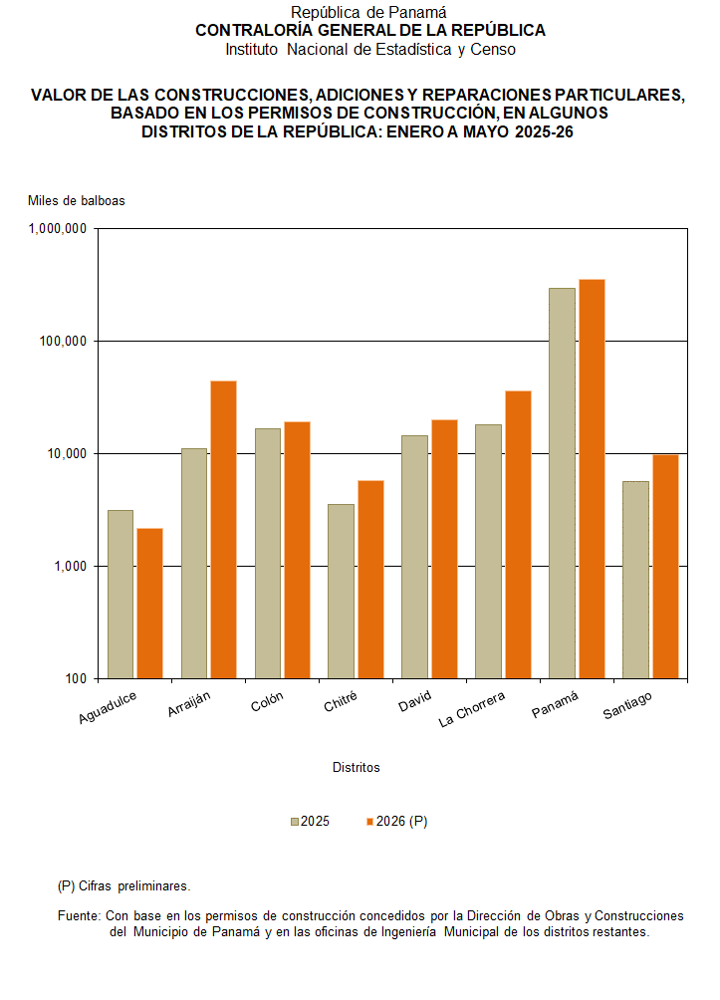 República de Panamá
CONTRALORÍA GENERAL DE LA REPÚBLICA
Instituto Nacional de Estadística y Censo
VALOR DE LAS CONSTRUCCIONES, ADICIONES Y REPARACIONES PARTICULARES,
BASADO EN LOS PERMISOS DE CONSTRUCCIÓN, EN ALGUNOS
DISTRITOS DE LA REPÚBLICA: ENERO A MAYO 2025-26
Miles de balboas
1,000,000
100,000
10,000
1,000
100
Aguadulce
Arraiján
Colón
Chitré
David
La Chorrera
Panamá
Santiago
Distritos
2025
2026 (P)
(P) Cifras preliminares.
Fuente: Con base en los permisos de construcción concedidos por la Dirección de Obras y Construcciones
del Municipio de Panamá y en las oficinas de Ingeniería Municipal de los distritos restantes.